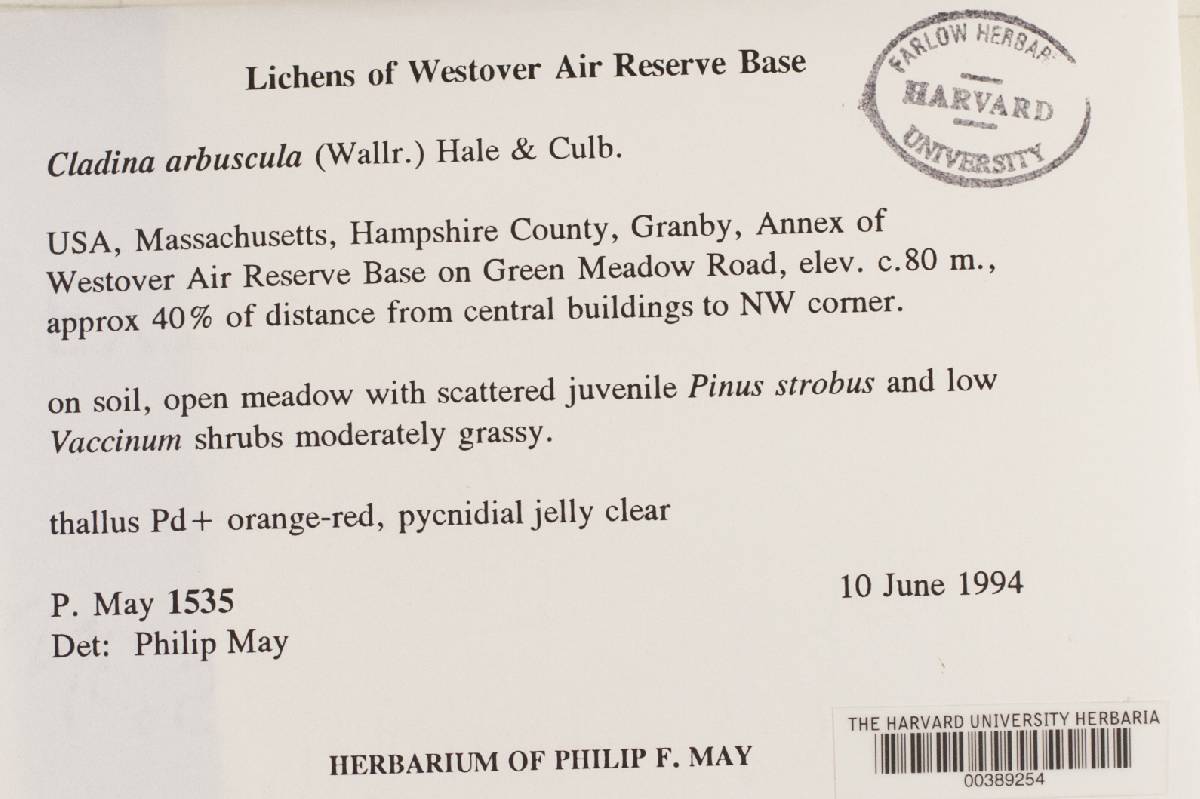 Lichens of Westover Air Reserve Base
FARLOW HERBAR
HARVARD
UNIVERSITY
Cladina arbuscula (Wallr.) Hale & Culb.
USA, Massachusetts, Hampshire County, Granby, Annex of
Westover Air Reserve Base on Green Meadow Road, elev. c.80 m.,
approx 40% of distance from central buildings to NW corner.
on soil, open meadow with scattered juvenile Pinus strobus and low
Vaccinum shrubs moderately grassy.
thallus Pd+ orange-red, pycnidial jelly clear
P. May 1535
10 June 1994
Det: Philip May
HERBARIUM OF PHILIP F. MAY
THE HARVARD UNIVERSITY HERBARIA
00389254